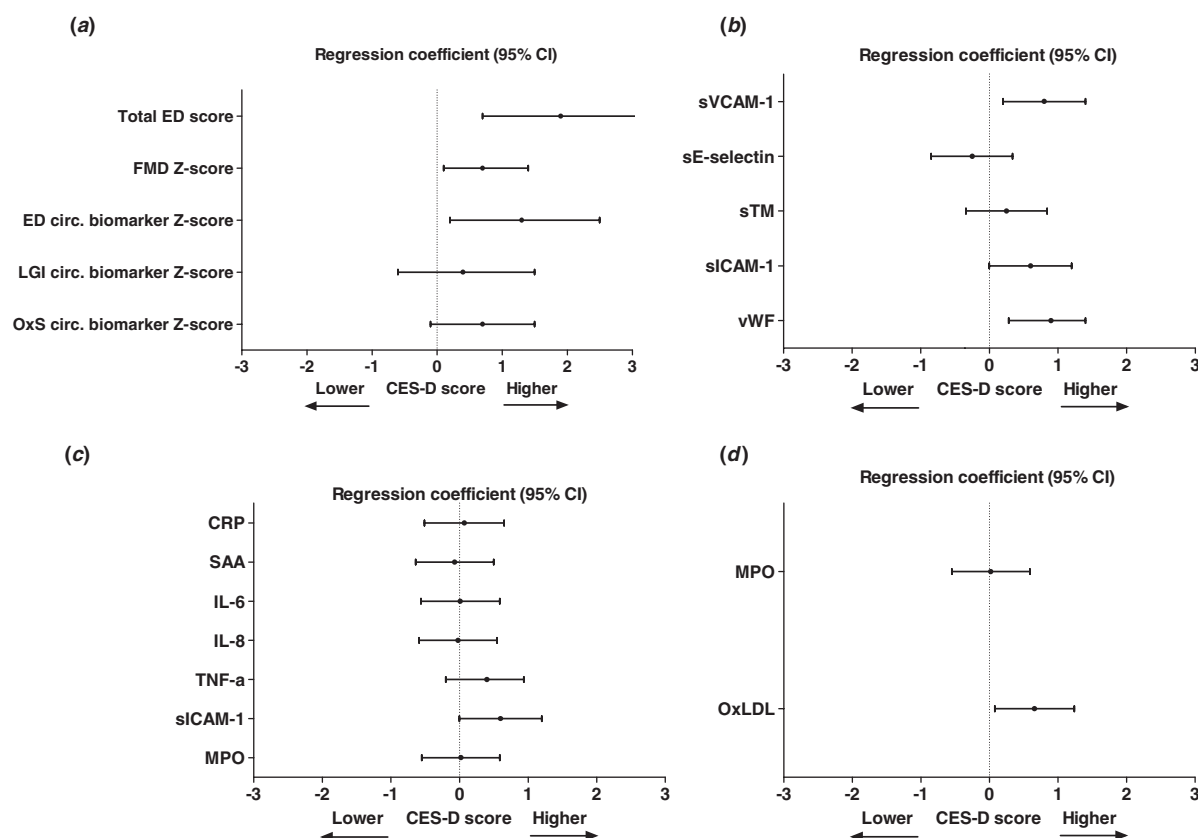 (a)
Regression coefficient (95% CI)
Total ED score
FMD Z-score
ED circ. biomarker Z-score
LGI circ. biomarker Z-score
OxS circ. biomarker Z-score
-3 -2 -1 0 1 2 3
Lower CES-D score Higher
(b)
Regression coefficient (95% CI)
sVCAM-1
sE-selectin
sTM
sICAM-1
vWF
-3 -2 -1 0 1 2 3
Lower CES-D score Higher
(c)
Regression coefficient (95% CI)
CRP
SAA
IL-6
IL-8
TNF-a
sICAM-1
MPO
-3 -2 -1 0 1 2 3
Lower CES-D score Higher
(d)
Regression coefficient (95% CI)
MPO
OxLDL
-3 -2 -1 0 1 2 3
Lower CES-D score Higher